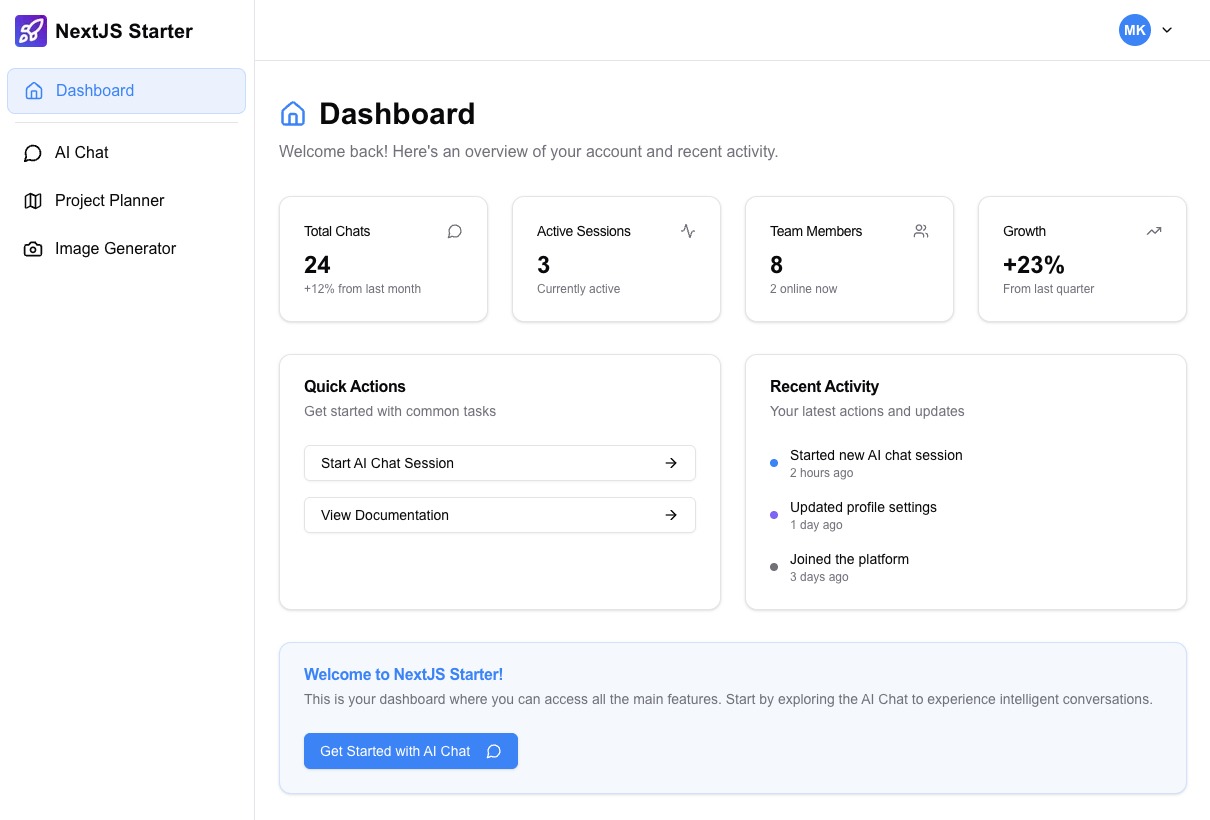 NextJS Starter
MK
Dashboard
AI Chat
Project Planner
Image Generator
Dashboard
Welcome back! Here's an overview of your account and recent activity.
Total Chats
24
+12% from last month
Active Sessions
3
Currently active
Team Members
8
2 online now
Growth
+23%
From last quarter
Quick Actions
Get started with common tasks
Start AI Chat Session
View Documentation
Recent Activity
Your latest actions and updates
Started new AI chat session
2 hours ago
Updated profile settings
1 day ago
Joined the platform
3 days ago
Welcome to NextJS Starter!
This is your dashboard where you can access all the main features. Start by exploring the AI Chat to experience intelligent conversations.
Get Started with AI Chat